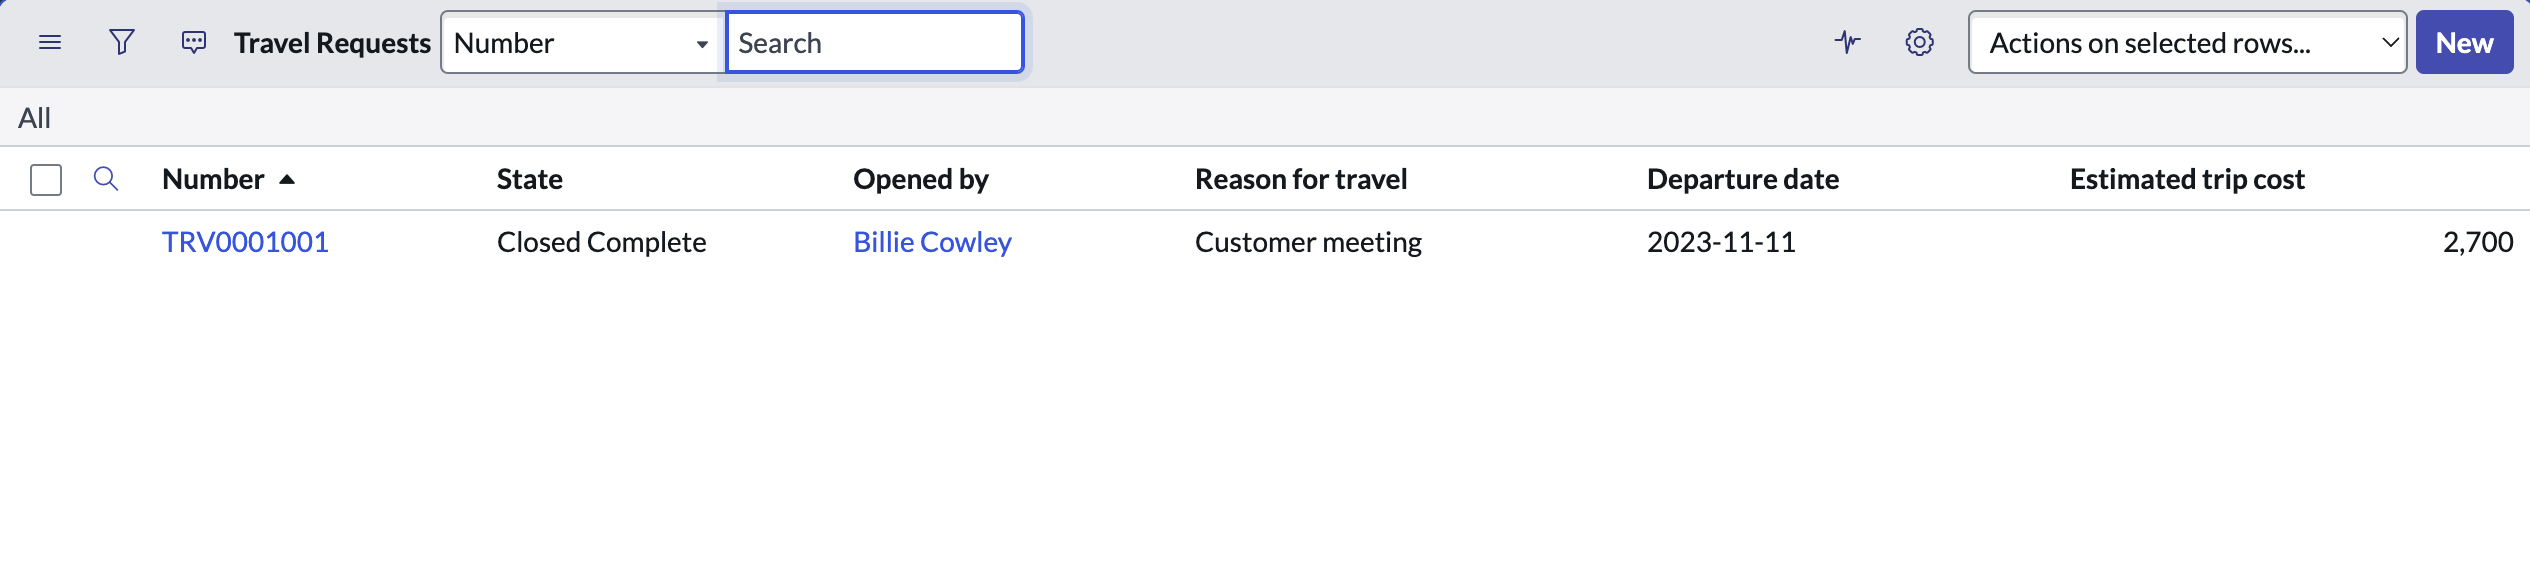 Travel Requests Number Search Actions on selected rows... New
All
Number State Opened by Reason for travel Departure date Estimated trip cost
TRV0001001 Closed Complete Billie Cowley Customer meeting 2023-11-11 2,700